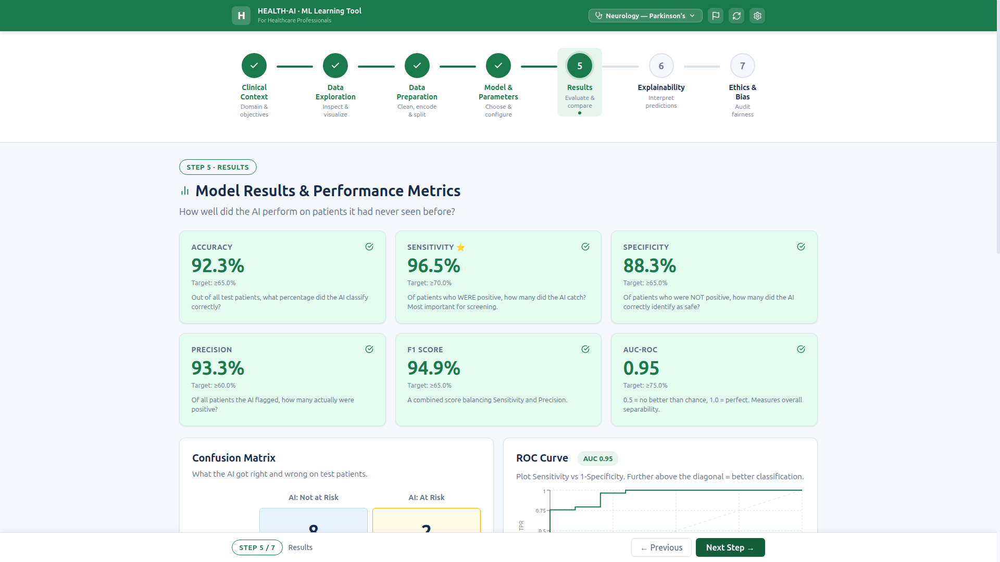 H
HEALTH-AI · ML Learning Tool
For Healthcare Professionals
Neurology — Parkinson's
Clinical
Context
Domain &
objectives
Data
Exploration
Inspect &
visualize
Data
Preparation
Clean, encode
& split
Model &
Parameters
Choose &
configure
5
Results
Evaluate &
compare
6
Explainability
Interpret
predictions
7
Ethics &
Bias
Audit
fairness
STEP 5 · RESULTS
Model Results & Performance Metrics
How well did the AI perform on patients it had never seen before?
ACCURACY
92.3%
Target: ≥65.0%
Out of all test patients, what percentage did the AI classify
correctly?
SENSITIVITY ⭐
96.5%
Target: ≥70.0%
Of patients who WERE positive, how many did the AI catch?
Most important for screening.
SPECIFICITY
88.3%
Target: ≥65.0%
Of patients who were NOT positive, how many did the AI
correctly identify as safe?
PRECISION
93.3%
Target: ≥60.0%
Of all patients the AI flagged, how many actually were
positive?
F1 SCORE
94.9%
Target: ≥65.0%
A combined score balancing Sensitivity and Precision.
AUC-ROC
0.95
Target: ≥75.0%
0.5 = no better than chance, 1.0 = perfect. Measures overall
separability.
Confusion Matrix
What the AI got right and wrong on test patients.
AI: Not at Risk
AI: At Risk
8
2
ROC Curve
AUC 0.95
Plot Sensitivity vs 1-Specificity. Further above the diagonal = better classification.
1
0.75
0.5
TPR
STEP 5 / 7
Results
← Previous
Next Step →